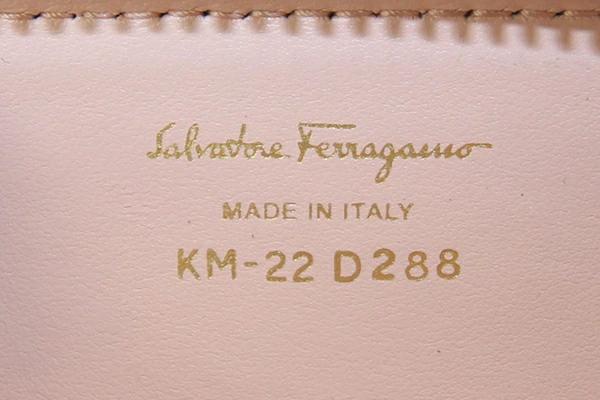 Salvatore Ferragamo
MADE IN ITALY
KM-22 D288